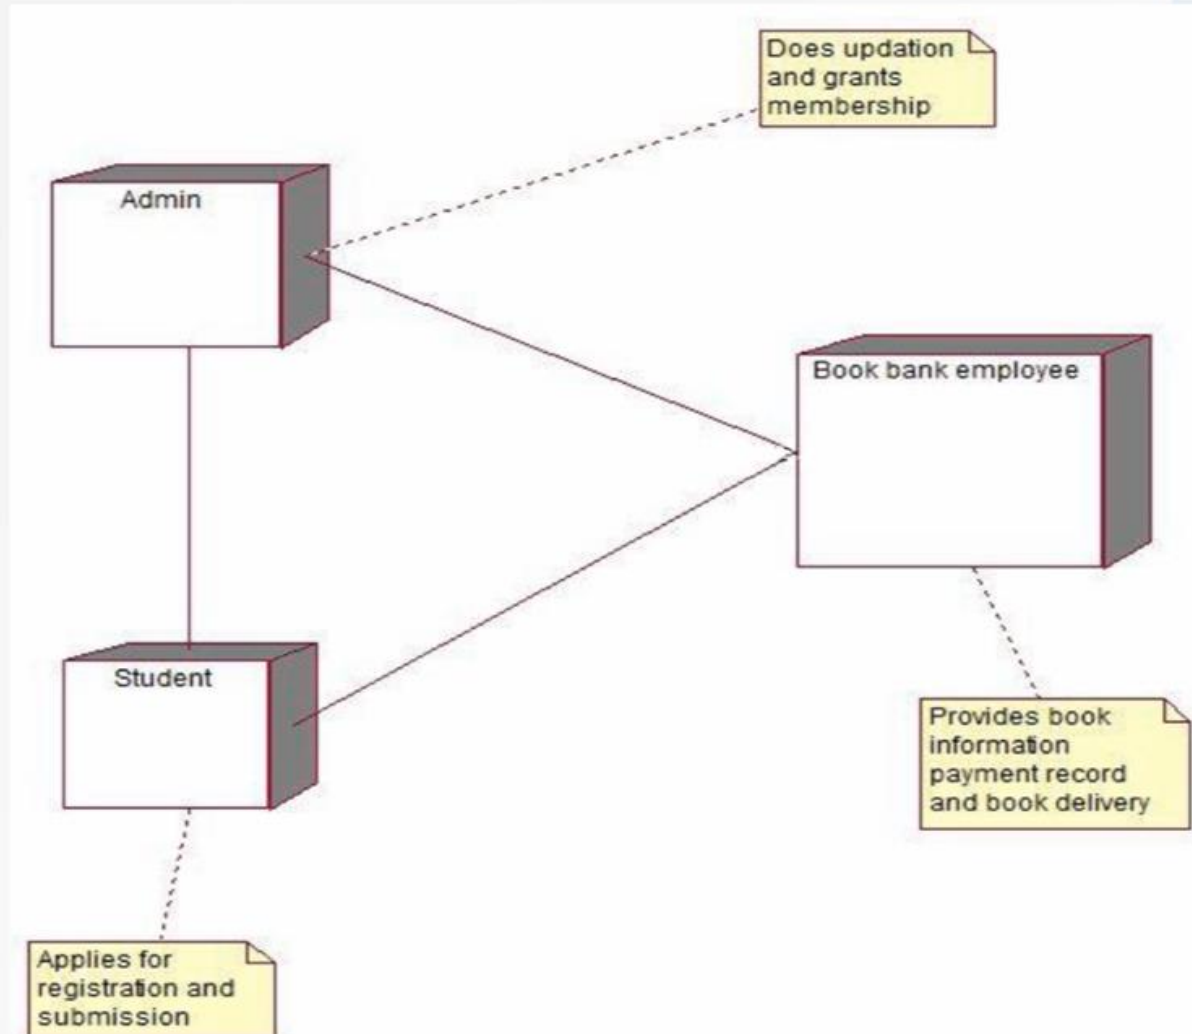 Does updation
and grants
membership
Admin
Book bank employee
Student
Provides book
information
payment record
and book delivery
Applies for
registration and
submission